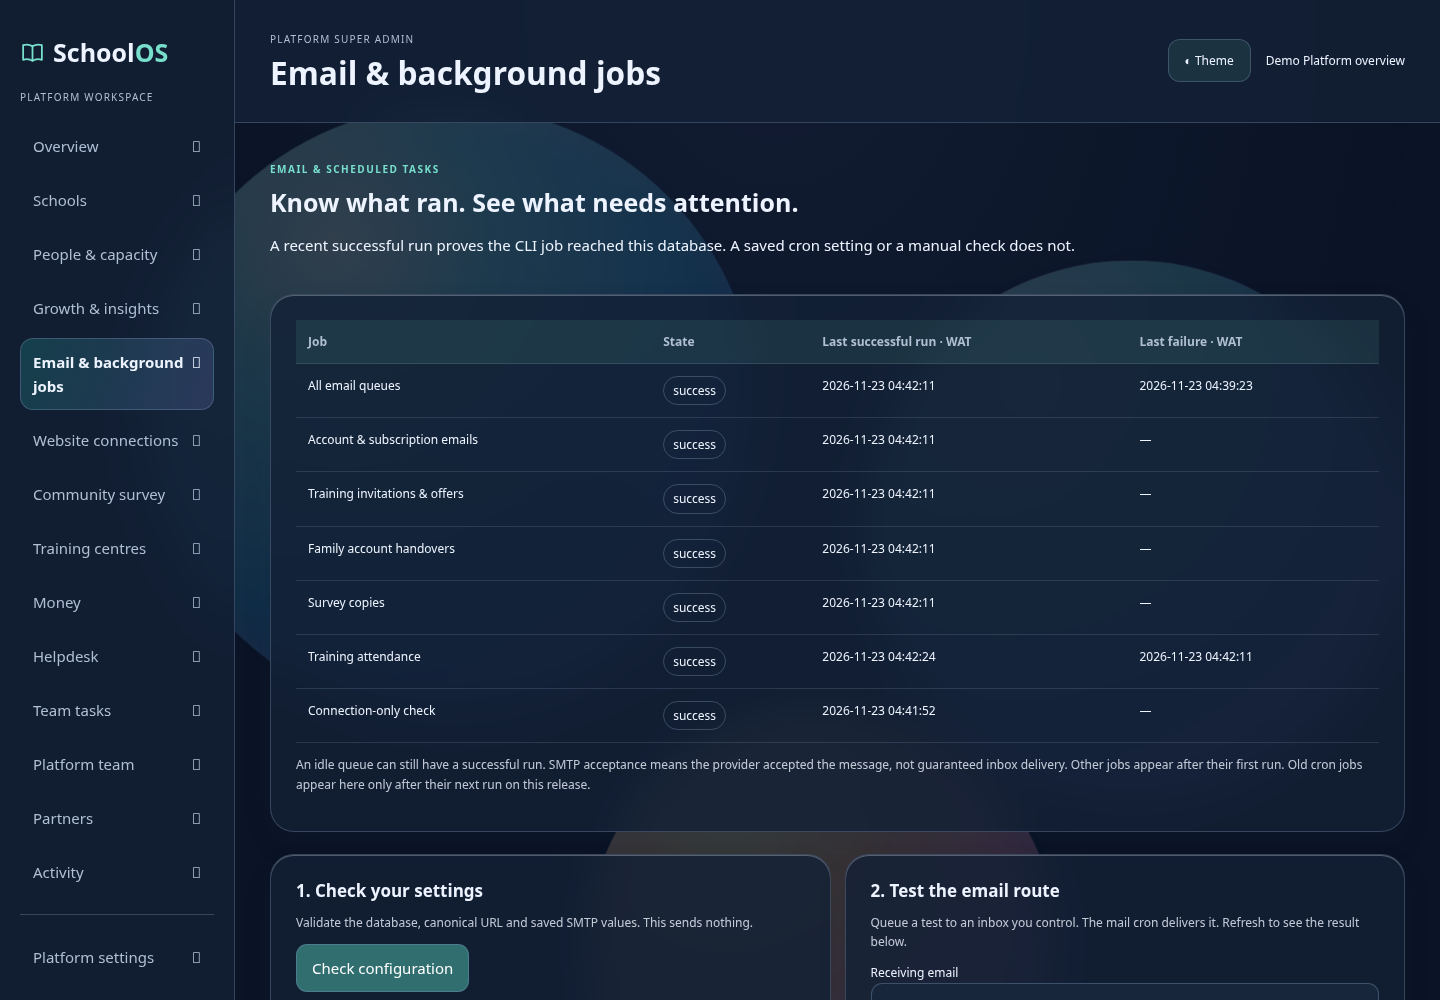 SchoolOS
PLATFORM WORKSPACE
Overview
Schools
People & capacity
Growth & insights
Email & background
jobs
Website connections
Community survey
Training centres
Money
Helpdesk
Team tasks
Platform team
Partners
Activity
Platform settings
PLATFORM SUPER ADMIN
Email & background jobs
Theme
Demo Platform overview
EMAIL & SCHEDULED TASKS
Know what ran. See what needs attention.
A recent successful run proves the CLI job reached this database. A saved cron setting or a manual check does not.
Job State Last successful run · WAT Last failure · WAT
All email queues success 2026-11-23 04:42:11 2026-11-23 04:39:23
Account & subscription emails success 2026-11-23 04:42:11 —
Training invitations & offers success 2026-11-23 04:42:11 —
Family account handovers success 2026-11-23 04:42:11 —
Survey copies success 2026-11-23 04:42:11 —
Training attendance success 2026-11-23 04:42:24 2026-11-23 04:42:11
Connection-only check success 2026-11-23 04:41:52 —
An idle queue can still have a successful run. SMTP acceptance means the provider accepted the message, not guaranteed inbox delivery. Other jobs appear after their first run. Old cron jobs
appear here only after their next run on this release.
1. Check your settings
Validate the database, canonical URL and saved SMTP values. This sends nothing.
Check configuration
2. Test the email route
Queue a test to an inbox you control. The mail cron delivers it. Refresh to see the result
below.
Receiving email